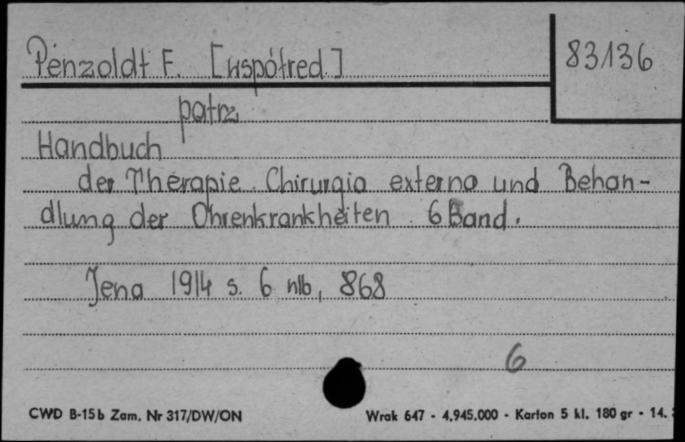 Penzoldt F. [współred.] 83136
patrz
Handbuch
der Therapie. Chirurgia externa und Behan-
dlung der Ohrenkrankheiten. 6 Band.
Jena 1914 s. 6 nlb, 868
6
CWD B-15b Zam. Nr 317/DW/ON Wrak 647 - 4,945.000 - Karton 5 kl. 180 gr - 14.